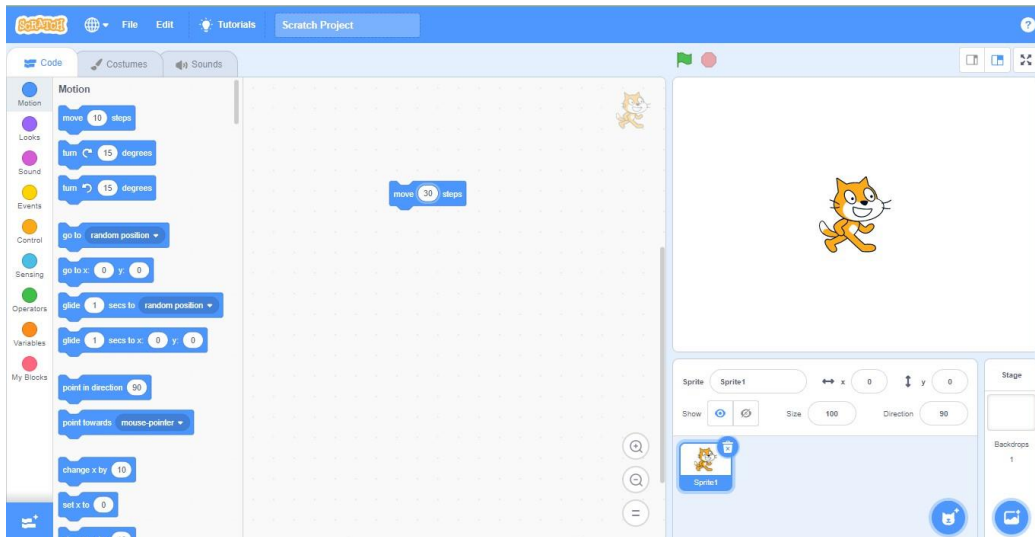 SCRATCH File Edit Tutorials Scratch Project ?
Code Costumes Sounds
Motion
Looks
Sound
Events
Control
Sensing
Operators
Variables
My Blocks
Motion
move 10 steps
turn 15 degrees
turn 15 degrees
go to random position
go to x: 0 y: 0
glide 1 secs to random position
glide 1 secs to x: 0 y: 0
point in direction 90
point towards mouse-pointer
change x by 10
set x to 0
move 30 steps
Sprite Sprite1 x 0 y 0
Show Size 100 Direction 90
Sprite1
Stage
Backdrops
1